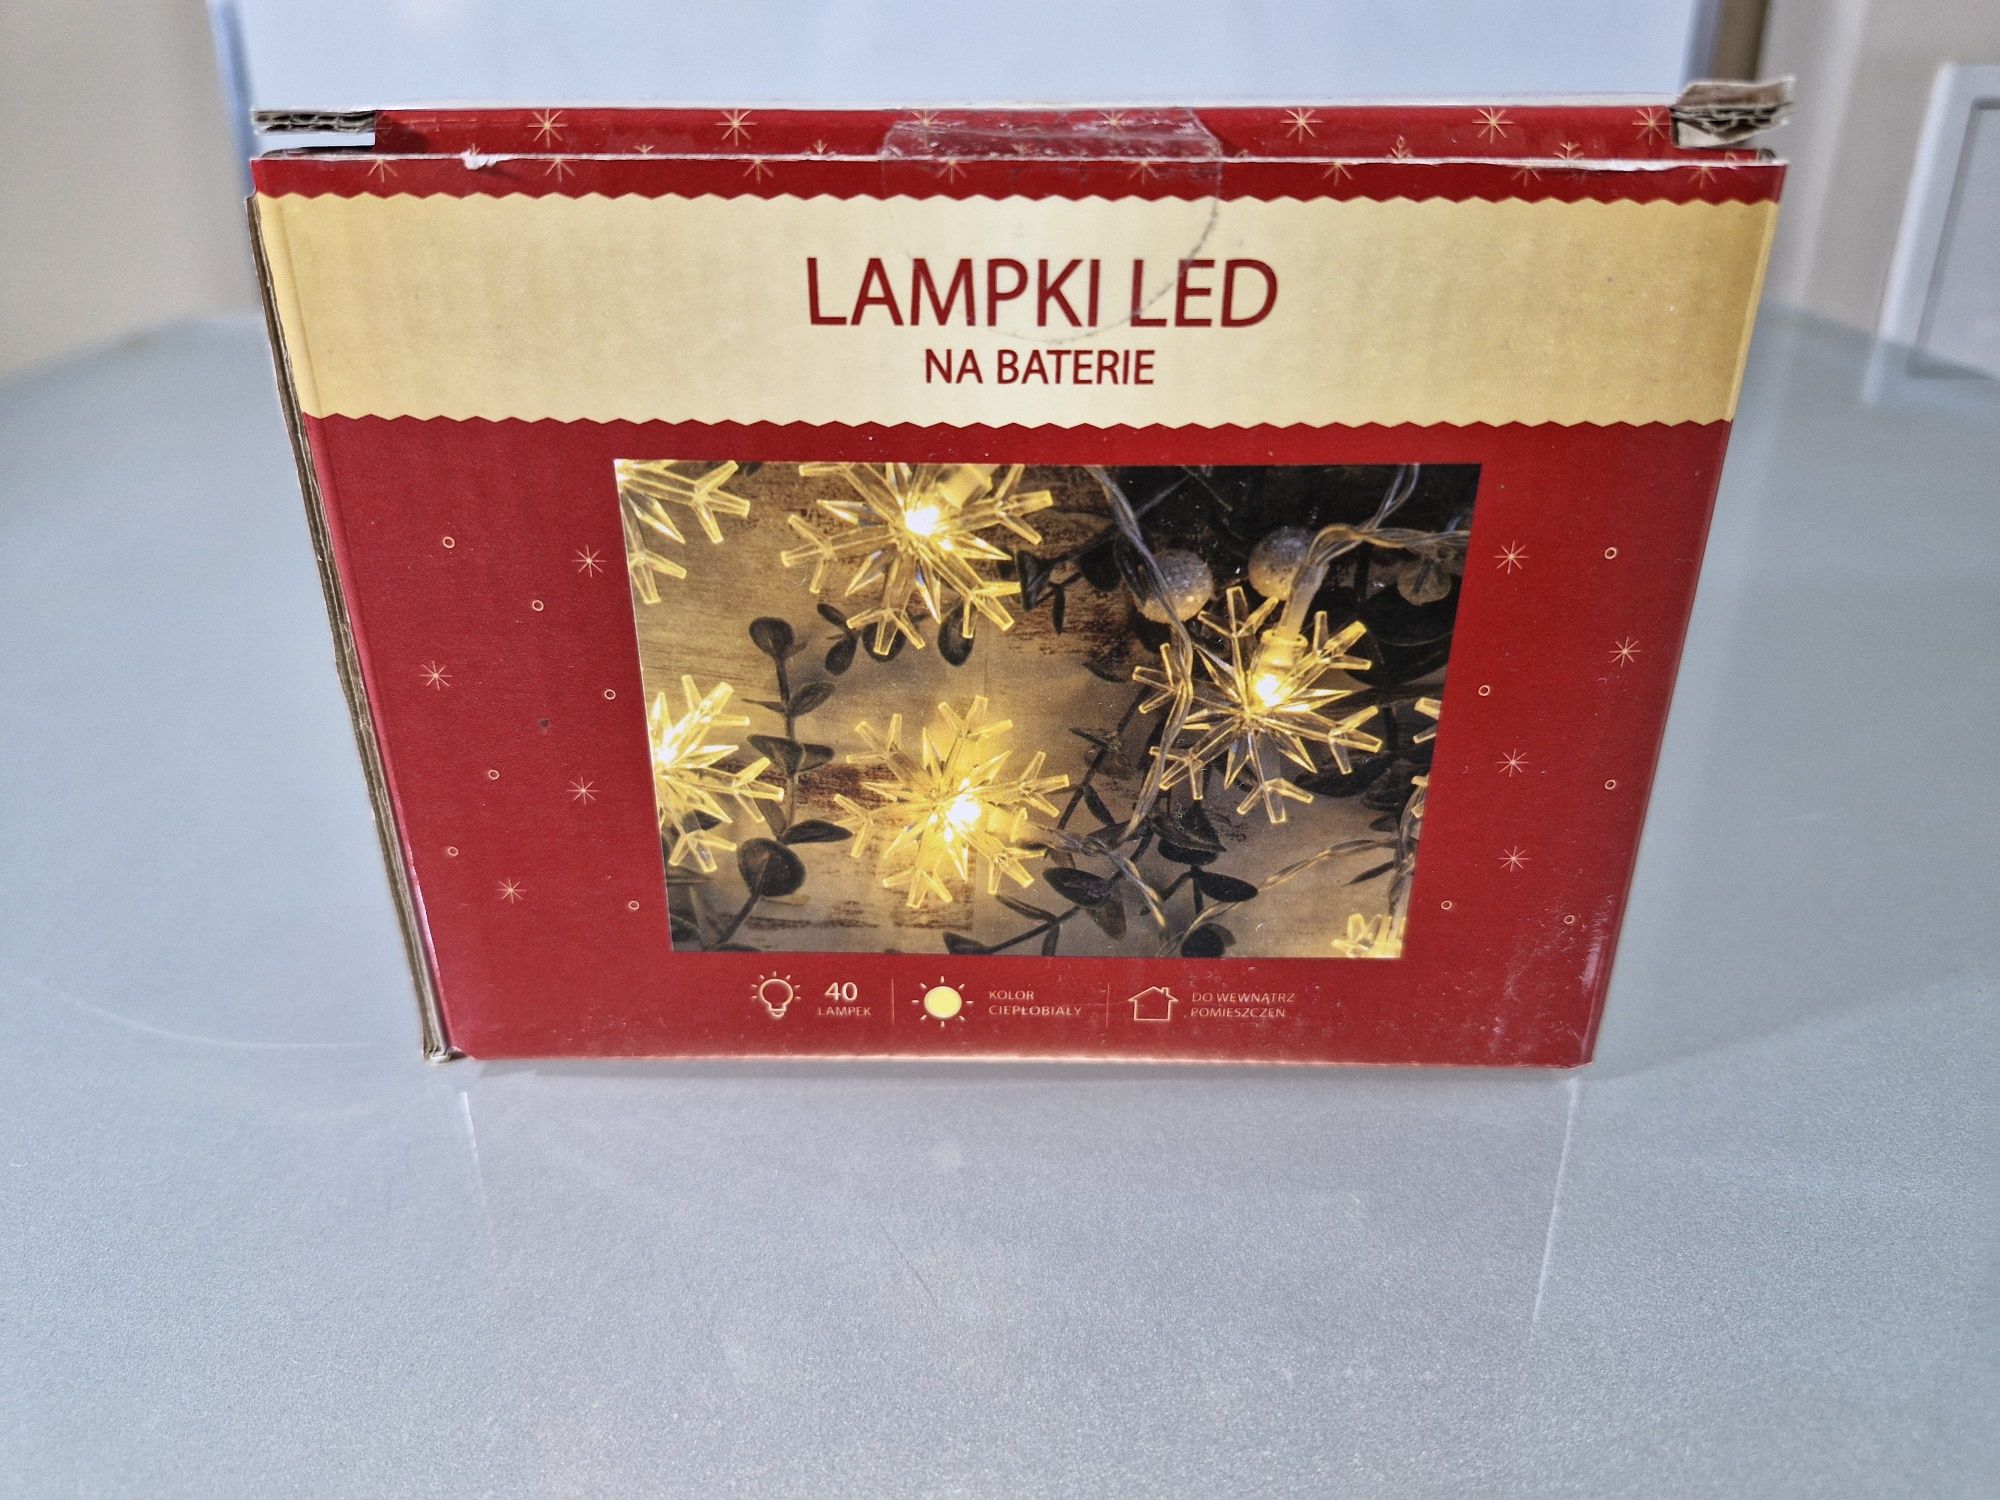 LAMPKI LED
NA BATERIE
40
LAMPEK
KOLOR
CIEPŁOBIAŁY
DO WEWNĄTRZ
POMIESZCZEŃ